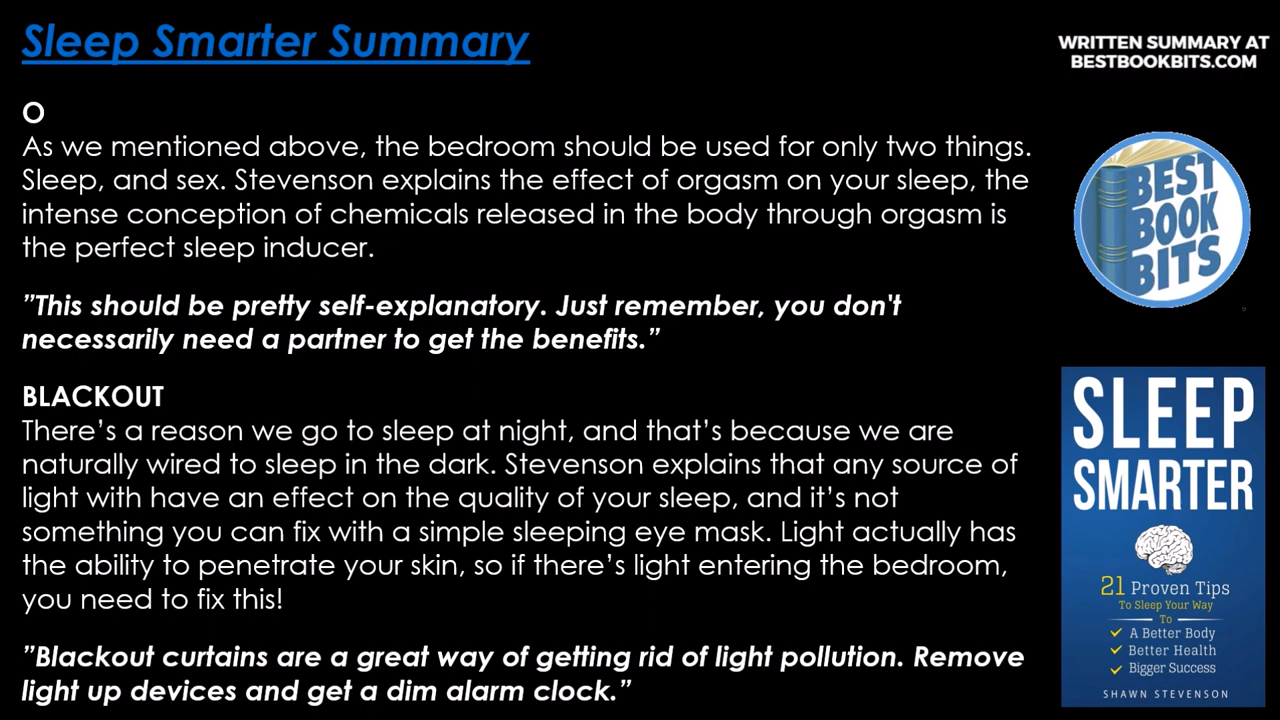 Sleep Smarter Summary
WRITTEN SUMMARY AT
BESTBOOKBITS.COM
O
As we mentioned above, the bedroom should be used for only two things.
Sleep, and sex. Stevenson explains the effect of orgasm on your sleep, the
intense conception of chemicals released in the body through orgasm is
the perfect sleep inducer.
”This should be pretty self-explanatory. Just remember, you don't
necessarily need a partner to get the benefits.”
BLACKOUT
There’s a reason we go to sleep at night, and that’s because we are
naturally wired to sleep in the dark. Stevenson explains that any source of
light with have an effect on the quality of your sleep, and it’s not
something you can fix with a simple sleeping eye mask. Light actually has
the ability to penetrate your skin, so if there’s light entering the bedroom,
you need to fix this!
”Blackout curtains are a great way of getting rid of light pollution. Remove
light up devices and get a dim alarm clock.”
BEST
BOOK
BITS
SLEEP
SMARTER
21 Proven Tips
To Sleep Your Way
To
A Better Body
Better Health
Bigger Success
SHAWN STEVENSON